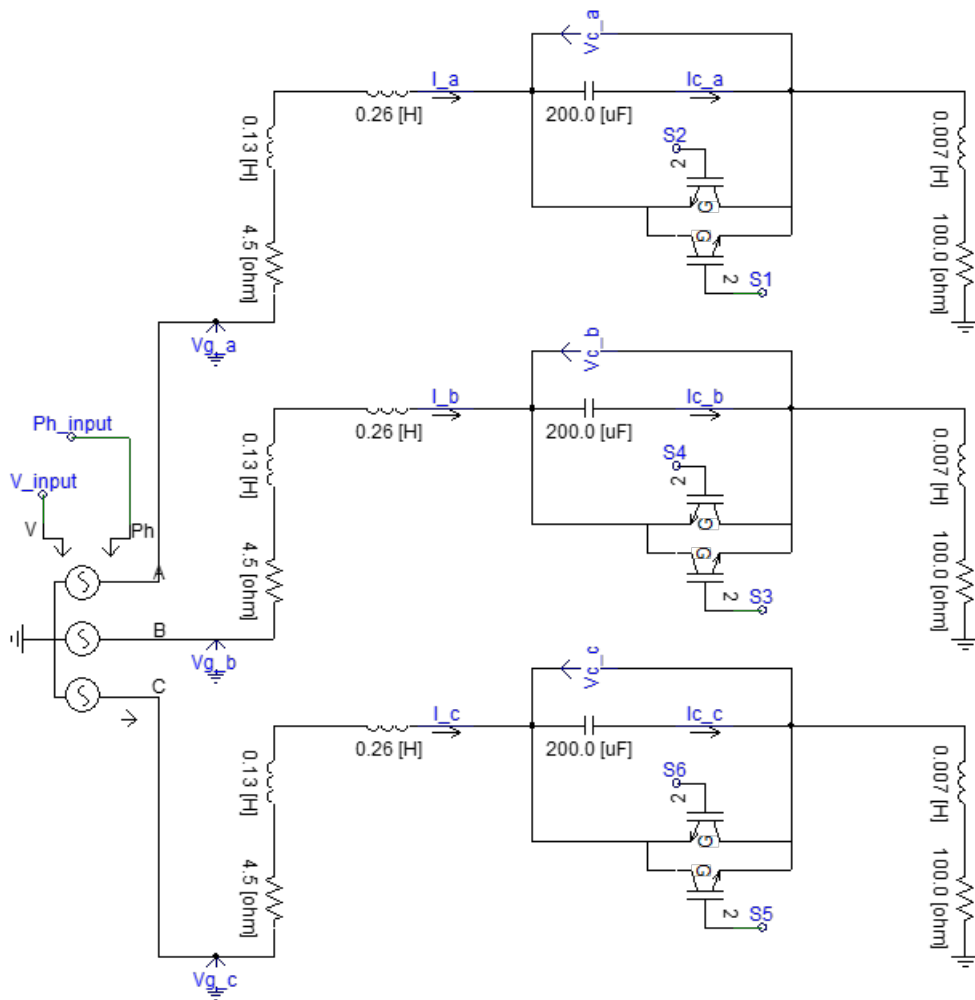 Vc_a
I_a
Ic_a
0.26 [H]
200.0 [uF]
0.13 [H]
0.007 [H]
S2
2
G
G
4.5 [ohm]
100.0 [ohm]
2
S1
Vg_a
Vc_b
I_b
Ic_b
0.26 [H]
200.0 [uF]
0.13 [H]
0.007 [H]
Ph_input
S4
2
V_input
G
V
Ph
G
4.5 [ohm]
100.0 [ohm]
A
2
S3
B
Vg_b
Vc_c
C
I_c
Ic_c
0.26 [H]
200.0 [uF]
0.13 [H]
0.007 [H]
S6
2
G
G
4.5 [ohm]
100.0 [ohm]
2
S5
Vg_c